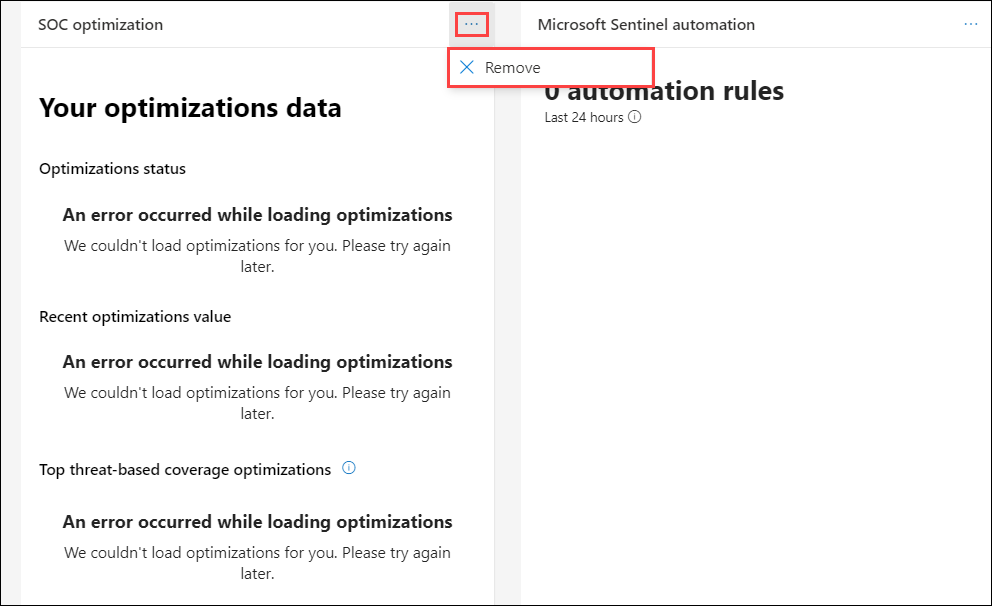 SOC optimization
...
Remove
Your optimizations data
Optimizations status
An error occurred while loading optimizations
We couldn't load optimizations for you. Please try again
later.
Recent optimizations value
An error occurred while loading optimizations
We couldn't load optimizations for you. Please try again
later.
Top threat-based coverage optimizations
An error occurred while loading optimizations
We couldn't load optimizations for you. Please try again
later.
Microsoft Sentinel automation
...
0 automation rules
Last 24 hours